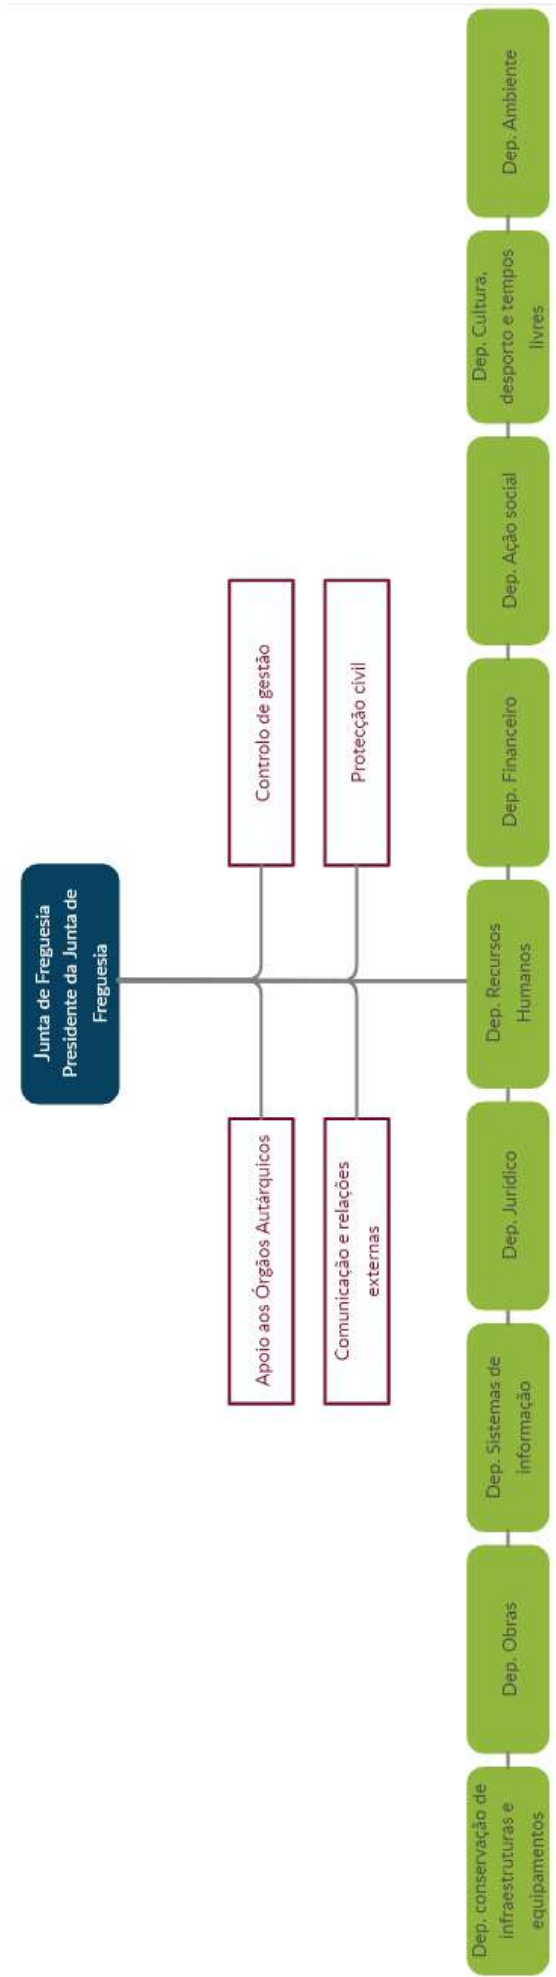 Junta de Freguesia
Presidente da Junta de
Freguesia
Apoio aos Órgãos Autárquicos
Controlo de gestão
Comunicação e relações
externas
Protecção civil
Dep. conservação de
infraestruturas e
equipamentos
Dep. Obras
Dep. Sistemas de
informação
Dep. Jurídico
Dep. Recursos
Humanos
Dep. Financeiro
Dep. Ação social
Dep. Cultura,
desporto e tempos
livres
Dep. Ambiente